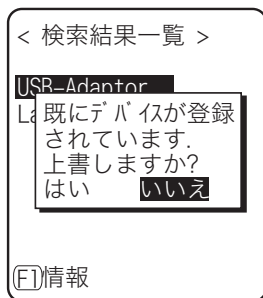 < 検索結果一覧 >
USB-Adaptor
La
既にデバイスが登録
されています.
上書しますか?
はい いいえ
F1情報